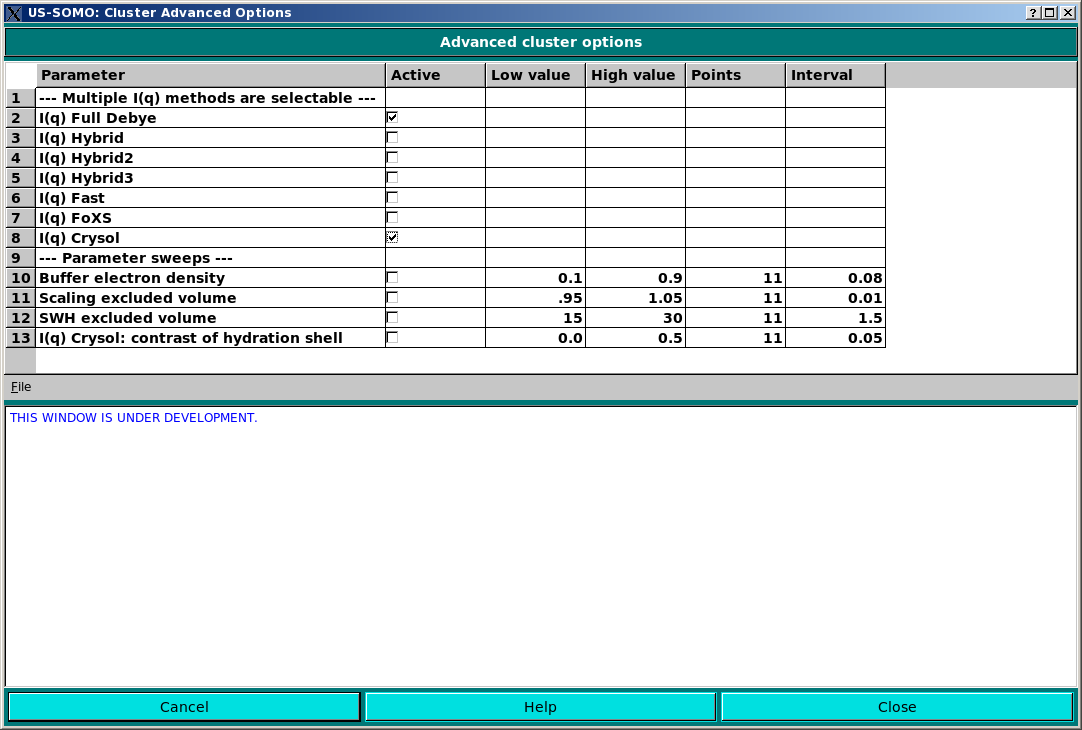 US-SOMO: Cluster Advanced Options
Advanced cluster options
Parameter Active Low value High value Points Interval
1 --- Multiple I(q) methods are selectable ---
2 I(q) Full Debye
3 I(q) Hybrid
4 I(q) Hybrid2
5 I(q) Hybrid3
6 I(q) Fast
7 I(q) FoXS
8 I(q) Crysol
9 --- Parameter sweeps ---
10 Buffer electron density 0.1 0.9 11 0.08
11 Scaling excluded volume .95 1.05 11 0.01
12 SWH excluded volume 15 30 11 1.5
13 I(q) Crysol: contrast of hydration shell 0.0 0.5 11 0.05
File
THIS WINDOW IS UNDER DEVELOPMENT.
Cancel Help Close